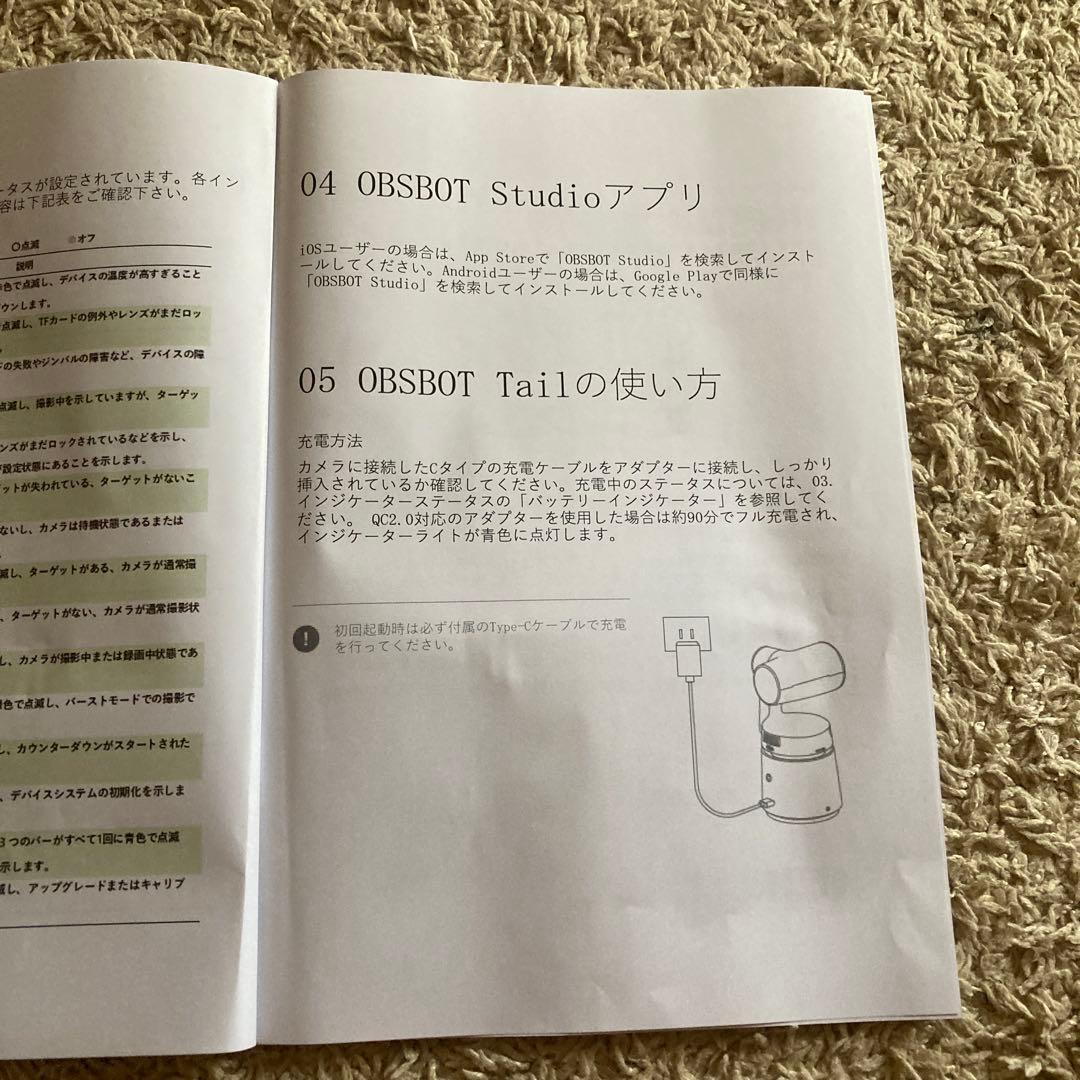 ータスが設定されています。各イン
容は下記表をご確認下さい。
○点滅 ●オフ
説明
色で点滅し、デバイスの温度が高すぎること
ウンします。
点滅し、TFカードの例外やレンズがまだロッ
の失敗やジンバルの障害など、デバイスの障
点滅し、撮影中を示していますが、ターゲッ
ンズがまだロックされているなどを示し、
設定状態にあることを示します。
ットが失われている、ターゲットがないこ
ないし、カメラは待機状態であるまたは
滅し、ターゲットがある、カメラが通常撮
、ターゲットがない、カメラが通常撮影状
し、カメラが撮影中または録画中状態であ
色で点滅し、バーストモードでの撮影で
し、カウンターダウンがスタートされた
、デバイスシステムの初期化を示しま
3つのバーがすべて1回に青色で点滅
示します。
滅し、アップグレードまたはキャリブ
04 OBSBOT Studioアプリ
iOSユーザーの場合は、App Storeで「OBSBOT Studio」を検索してインスト
ールしてください。Androidユーザーの場合は、Google Playで同様に
「OBSBOT Studio」を検索してインストールしてください。
05 OBSBOT Tailの使い方
充電方法
カメラに接続したCタイプの充電ケーブルをアダプターに接続し、しっかり
挿入されているか確認してください。充電中のステータスについては、03.
インジケーターステータスの「バッテリーインジケーター」を参照してく
ださい。 QC2.0対応のアダプターを使用した場合は約90分でフル充電され、
インジケーターライトが青色に点灯します。
初回起動時は必ず付属のType-Cケーブルで充電
を行ってください。